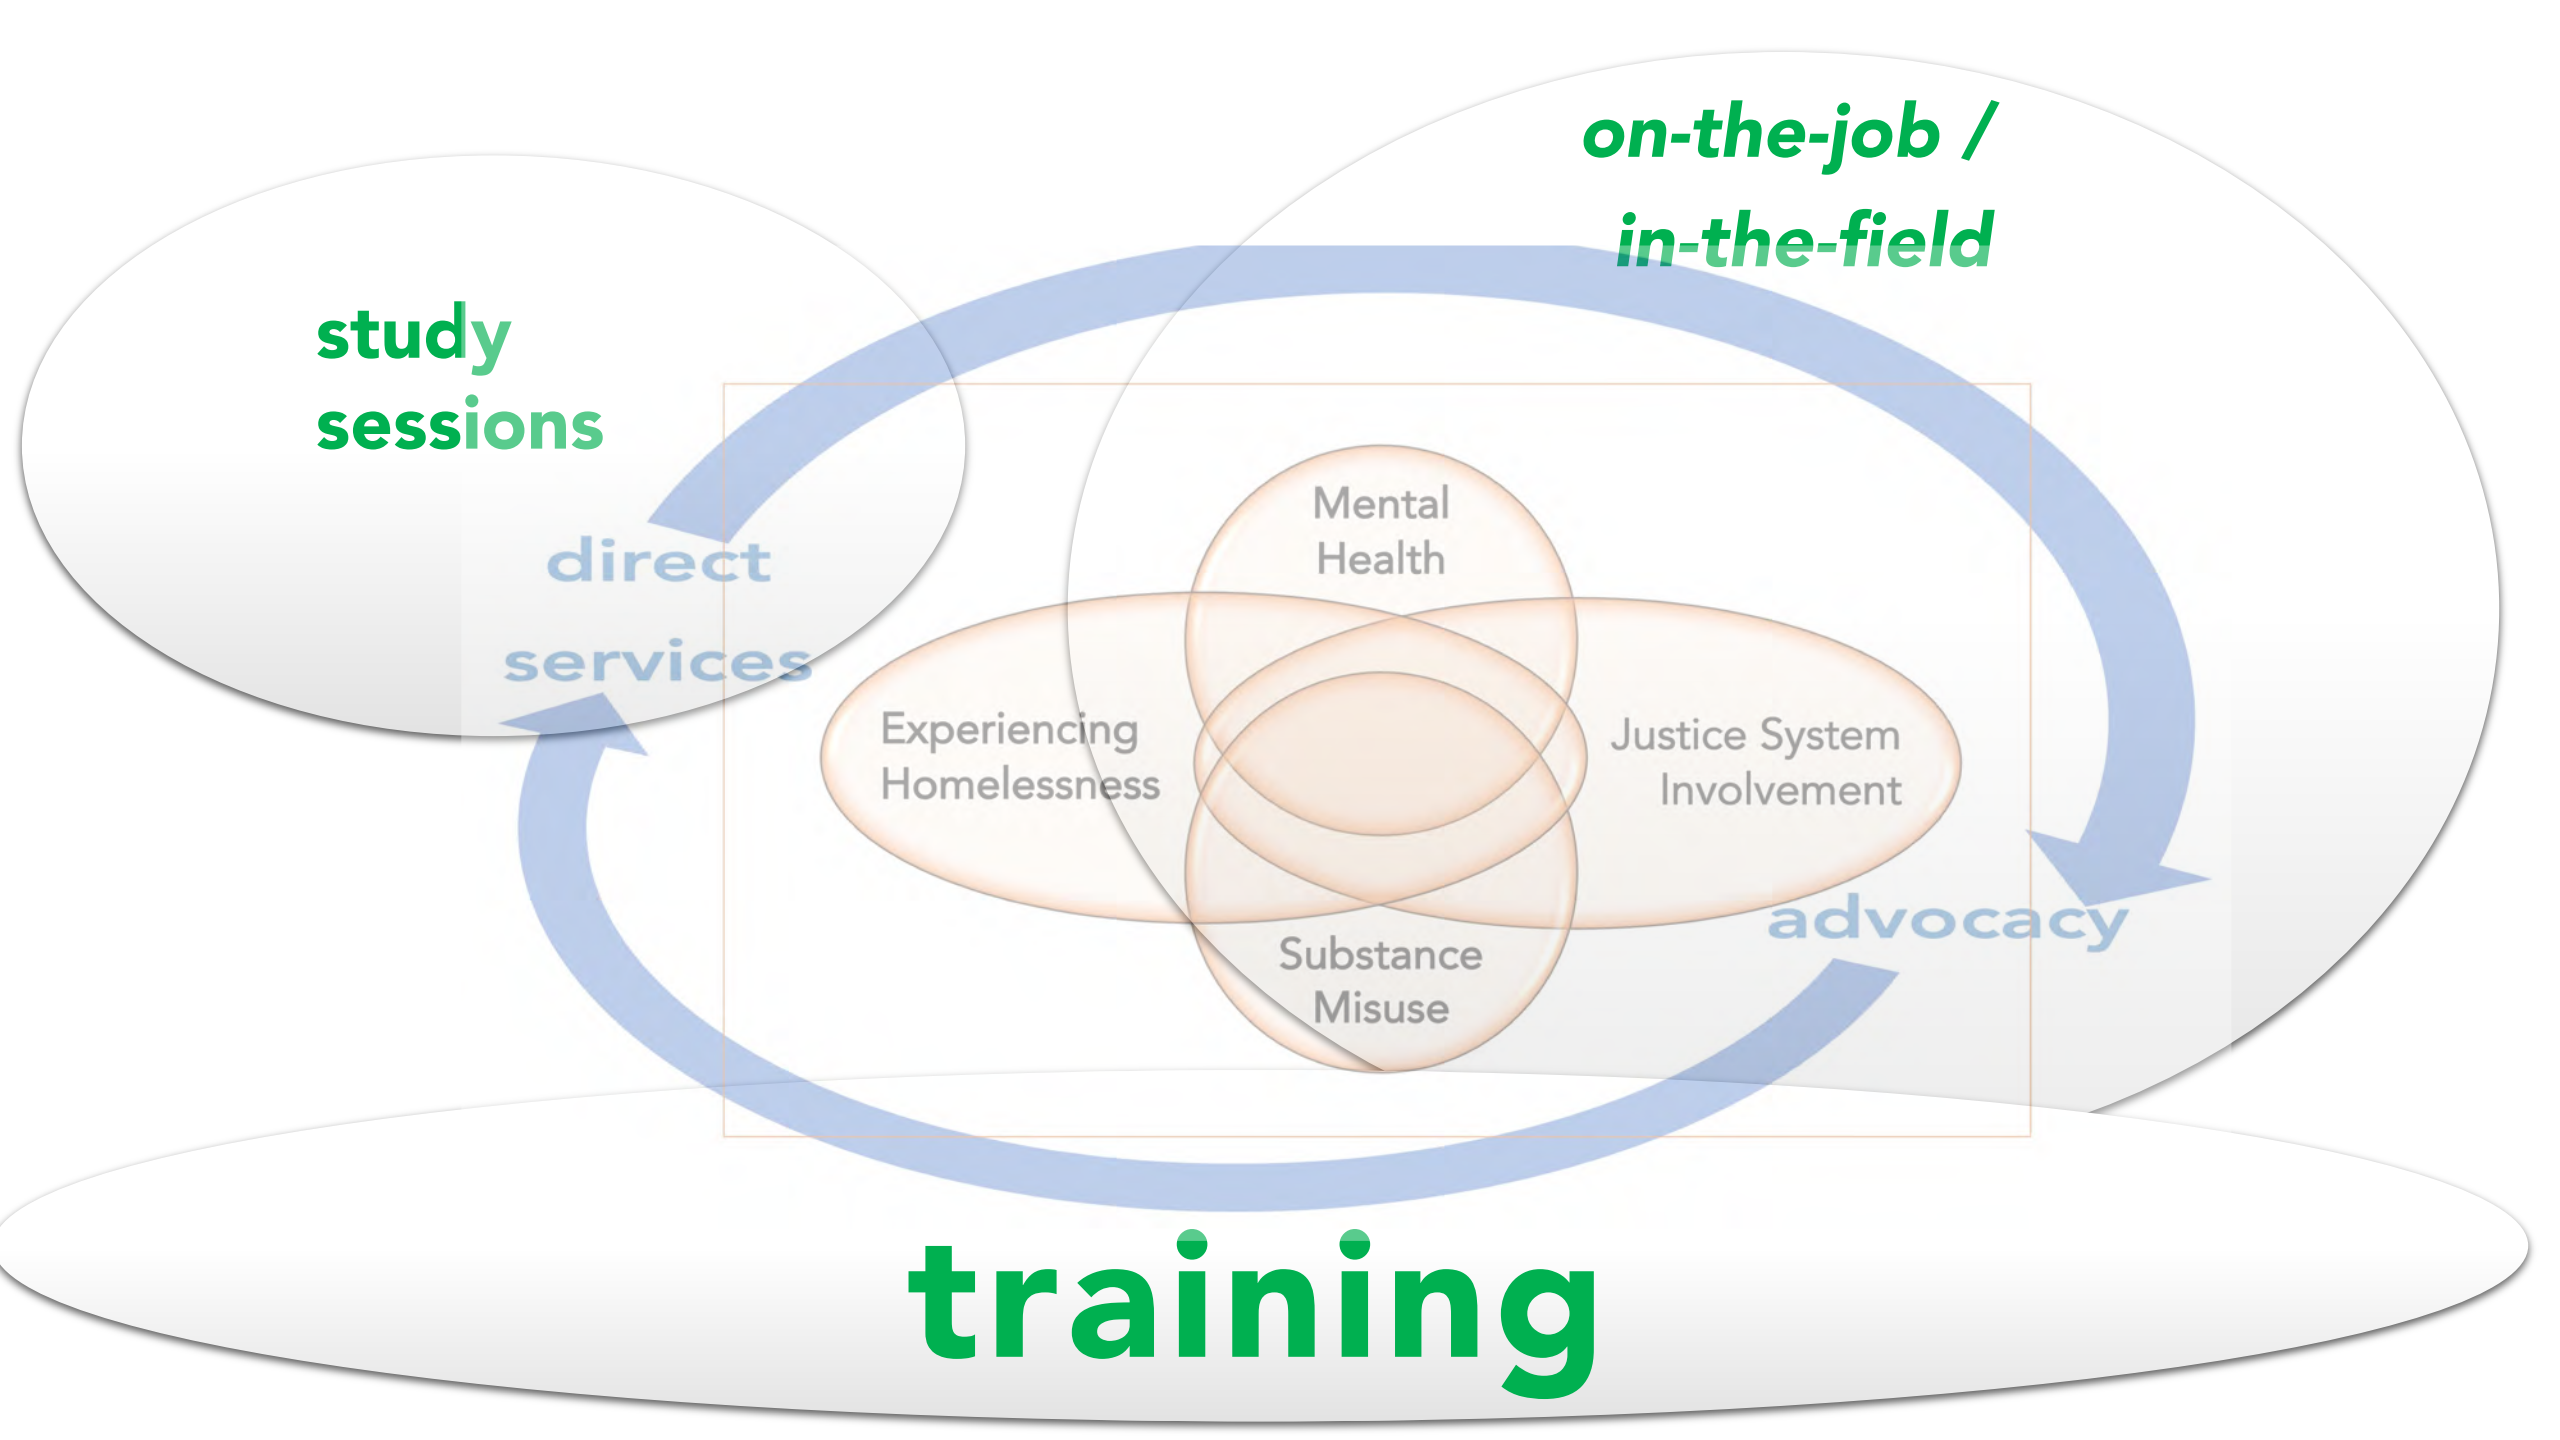 on-the-job /
in-the-field
study
sessions
direct
services
Mental
Health
Experiencing
Homelessness
Justice System
Involvement
advocacy
Substance
Misuse
training